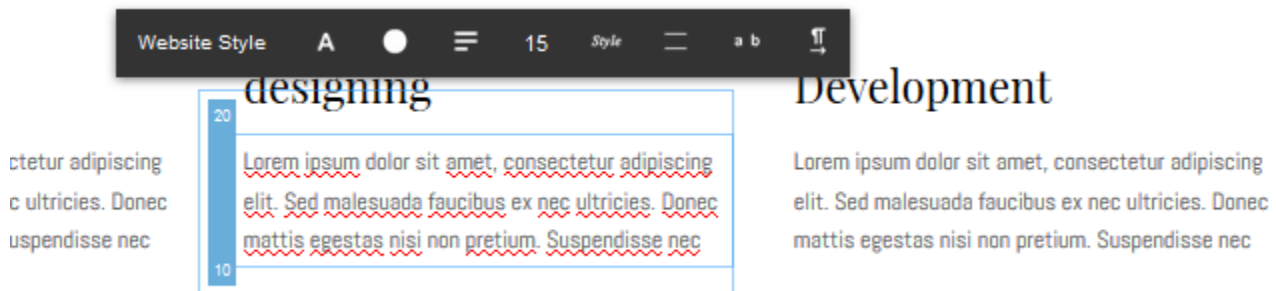 Website Style A 15 Style a b
designing
Development
20
ctetur adipiscing
c ultricies. Donec
uspendisse nec
Lorem ipsum dolor sit amet, consectetur adipiscing
elit. Sed malesuada faucibus ex nec ultricies. Donec
mattis egestas nisi non pretium. Suspendisse nec
10
Lorem ipsum dolor sit amet, consectetur adipiscing
elit. Sed malesuada faucibus ex nec ultricies. Donec
mattis egestas nisi non pretium. Suspendisse nec